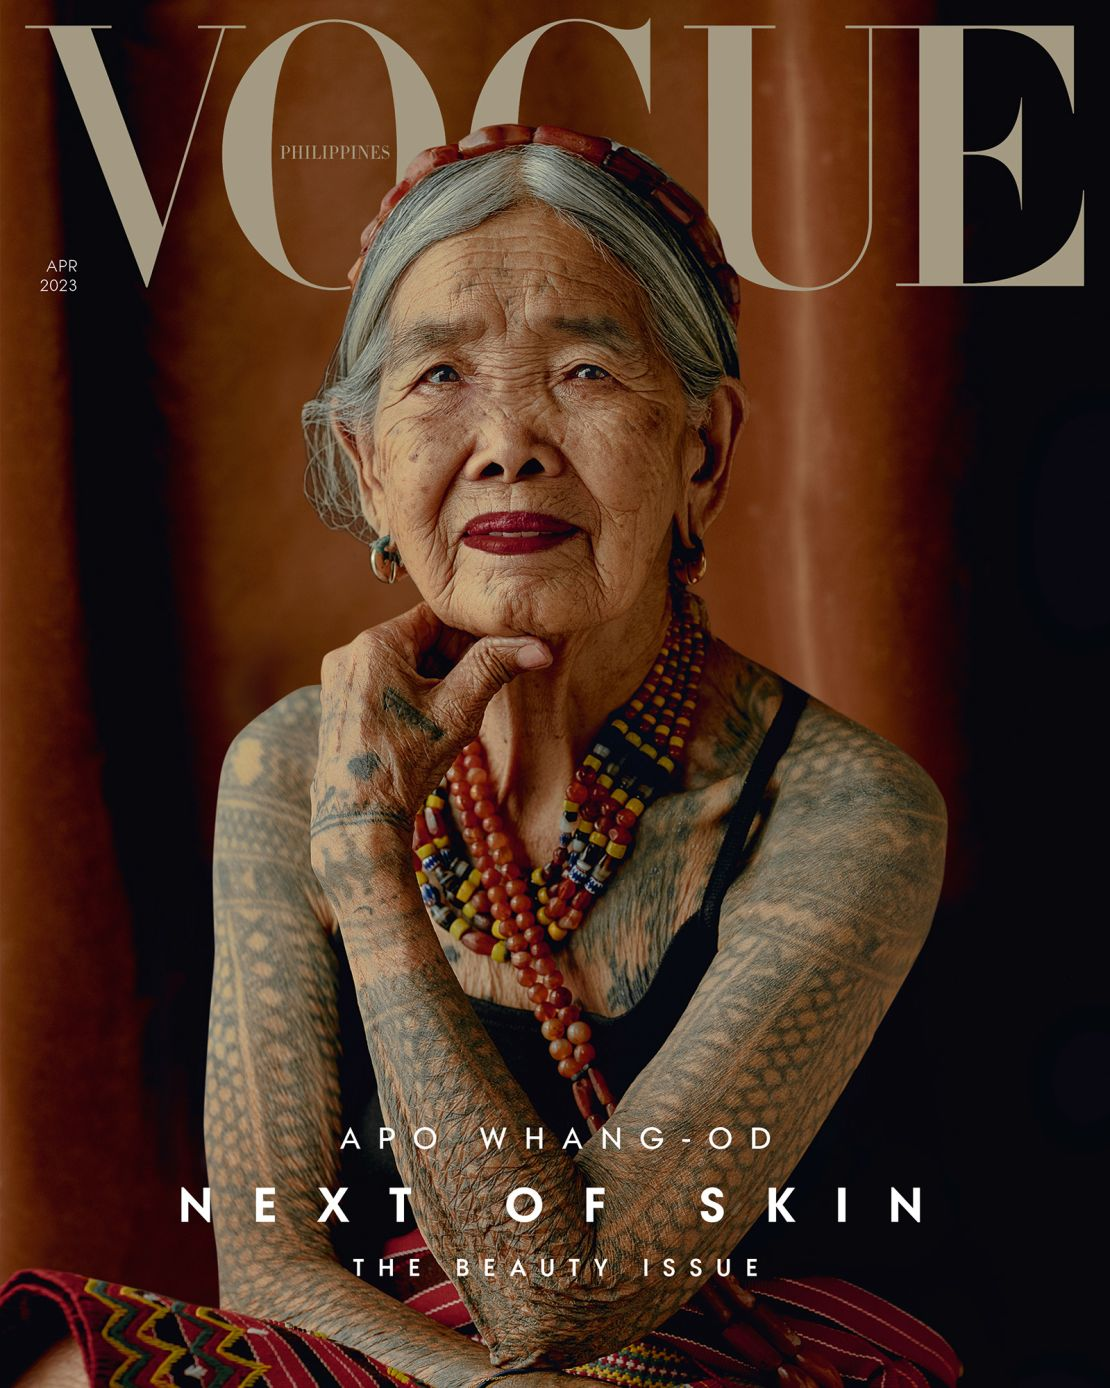 VOGUE
PHILIPPINES
APR
2023
APO WHANG-OD
NEXT OF SKIN
THE BEAUTY ISSUE